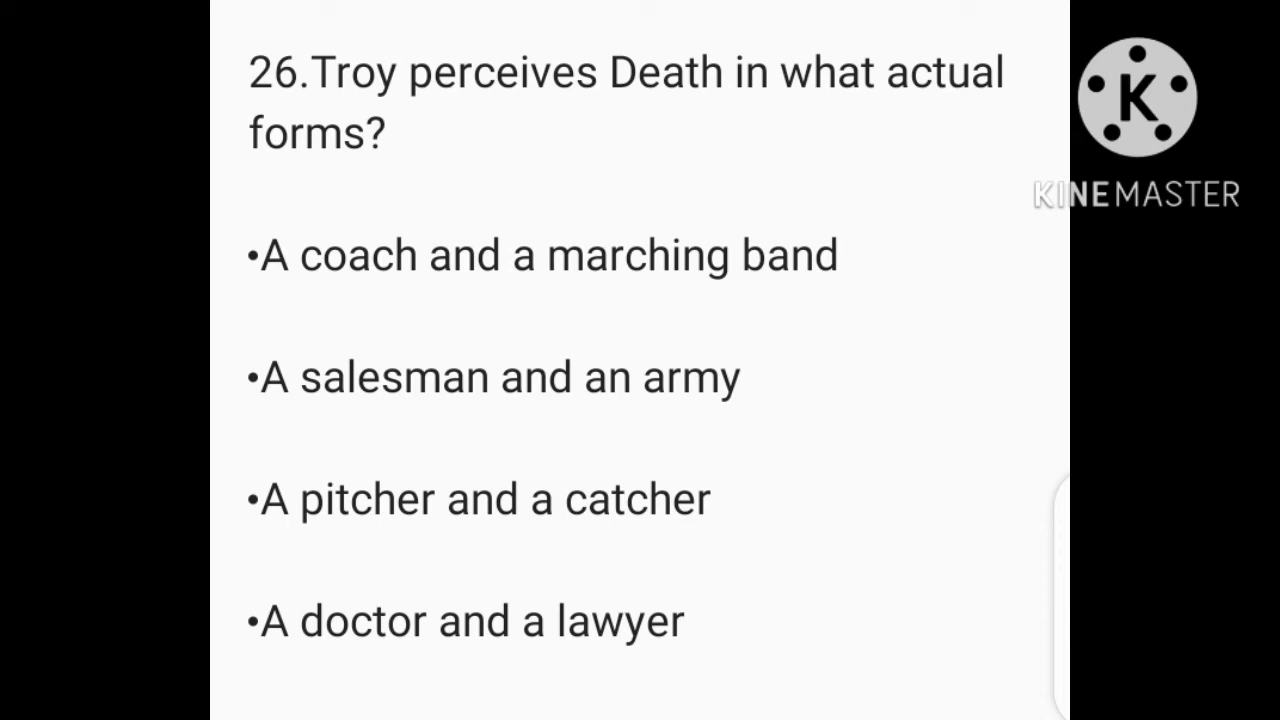 26.Troy perceives Death in what actual
forms?
•A coach and a marching band
•A salesman and an army
•A pitcher and a catcher
•A doctor and a lawyer
K
KINEMASTER